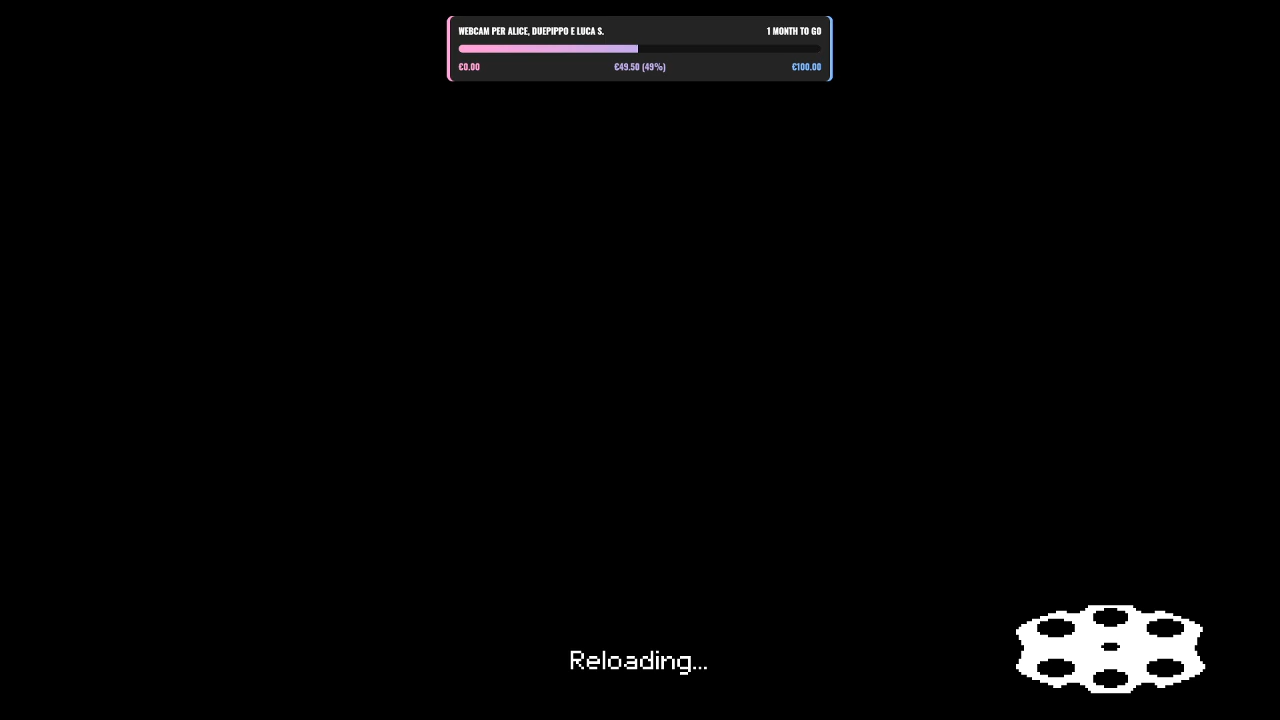 WEBCAM PER ALICE, DUEPIPPO E LUCA S. 1 MONTH TO GO
€0.00 €49.50 (49%) €100.00
Reloading...